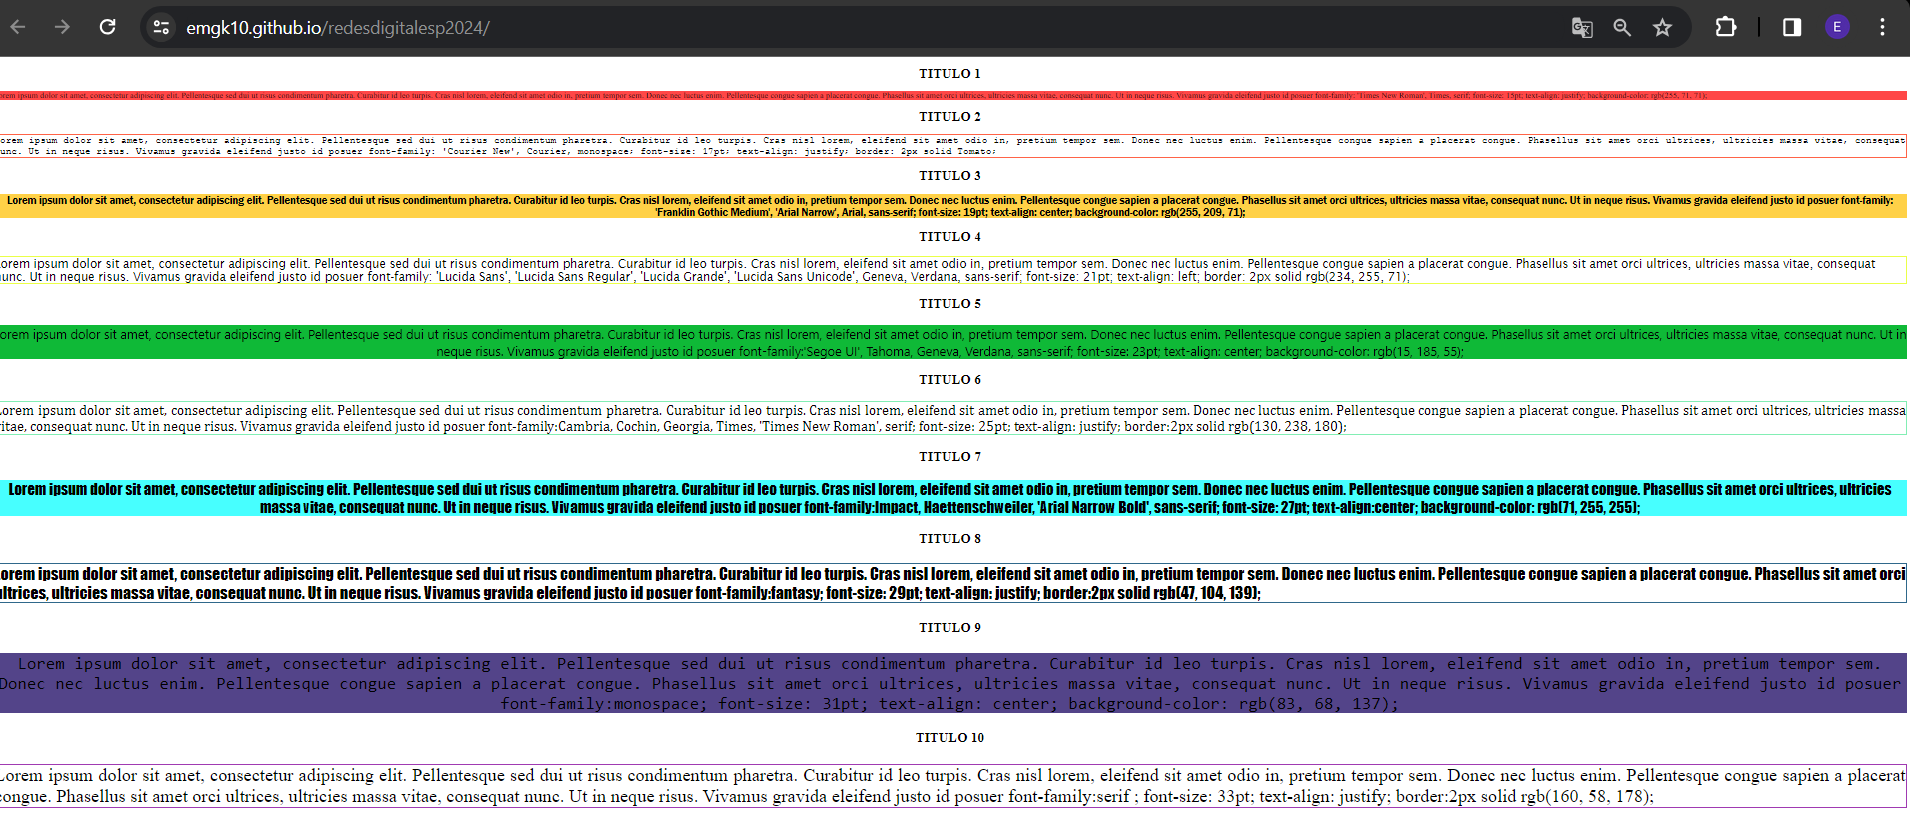 emgk10.github.io/redesdigitalesp2024/
E
TITULO 1
orem ipsum dolor sit amet, consectetur adipiscing elit. Pellentesque sed dui ut risus condimentum pharetra. Curabitur id leo turpis. Cras nisl lorem, eleifend sit amet odio in, pretium tempor sem. Donec nec luctus enim. Pellentesque congue sapien a placerat congue. Phasellus sit amet orci ultrices, ultricies massa vitae, consequat nunc. Ut in neque risus. Vivamus gravida eleifend justo id posuer font-family: 'Times New Roman', Times, serif; font-size: 15pt; text-align: justify; background-color: rgb(255, 71, 71);
TITULO 2
orem ipsum dolor sit amet, consectetur adipiscing elit. Pellentesque sed dui ut risus condimentum pharetra. Curabitur id leo turpis. Cras nisl lorem, eleifend sit amet odio in, pretium tempor sem. Donec nec luctus enim. Pellentesque congue sapien a placerat congue. Phasellus sit amet orci ultrices, ultricies massa vitae, consequat
unc. Ut in neque risus. Vivamus gravida eleifend justo id posuer font-family: 'Courier New', Courier, monospace; font-size: 17pt; text-align: justify; border: 2px solid Tomato;
TITULO 3
Lorem ipsum dolor sit amet, consectetur adipiscing elit. Pellentesque sed dui ut risus condimentum pharetra. Curabitur id leo turpis. Cras nisl lorem, eleifend sit amet odio in, pretium tempor sem. Donec nec luctus enim. Pellentesque congue sapien a placerat congue. Phasellus sit amet orci ultrices, ultricies massa vitae, consequat nunc. Ut in neque risus. Vivamus gravida eleifend justo id posuer font-family:
'Franklin Gothic Medium', 'Arial Narrow', Arial, sans-serif; font-size: 19pt; text-align: center; background-color: rgb(255, 209, 71);
TITULO 4
orem ipsum dolor sit amet, consectetur adipiscing elit. Pellentesque sed dui ut risus condimentum pharetra. Curabitur id leo turpis. Cras nisl lorem, eleifend sit amet odio in, pretium tempor sem. Donec nec luctus enim. Pellentesque congue sapien a placerat congue. Phasellus sit amet orci ultrices, ultricies massa vitae, consequat
unc. Ut in neque risus. Vivamus gravida eleifend justo id posuer font-family: 'Lucida Sans', 'Lucida Sans Regular', 'Lucida Grande', 'Lucida Sans Unicode', Geneva, Verdana, sans-serif; font-size: 21pt; text-align: left; border: 2px solid rgb(234, 255, 71);
TITULO 5
orem ipsum dolor sit amet, consectetur adipiscing elit. Pellentesque sed dui ut risus condimentum pharetra. Curabitur id leo turpis. Cras nisl lorem, eleifend sit amet odio in, pretium tempor sem. Donec nec luctus enim. Pellentesque congue sapien a placerat congue. Phasellus sit amet orci ultrices, ultricies massa vitae, consequat nunc. Ut in
neque risus. Vivamus gravida eleifend justo id posuer font-family:'Segoe UI', Tahoma, Geneva, Verdana, sans-serif; font-size: 23pt; text-align: center; background-color: rgb(15, 185, 55);
TITULO 6
Lorem ipsum dolor sit amet, consectetur adipiscing elit. Pellentesque sed dui ut risus condimentum pharetra. Curabitur id leo turpis. Cras nisl lorem, eleifend sit amet odio in, pretium tempor sem. Donec nec luctus enim. Pellentesque congue sapien a placerat congue. Phasellus sit amet orci ultrices, ultricies massa
itae, consequat nunc. Ut in neque risus. Vivamus gravida eleifend justo id posuer font-family:Cambria, Cochin, Georgia, Times, 'Times New Roman', serif; font-size: 25pt; text-align: justify; border:2px solid rgb(130, 238, 180);
TITULO 7
Lorem ipsum dolor sit amet, consectetur adipiscing elit. Pellentesque sed dui ut risus condimentum pharetra. Curabitur id leo turpis. Cras nisl lorem, eleifend sit amet odio in, pretium tempor sem. Donec nec luctus enim. Pellentesque congue sapien a placerat congue. Phasellus sit amet orci ultrices, ultricies
massa vitae, consequat nunc. Ut in neque risus. Vivamus gravida eleifend justo id posuer font-family:Impact, Haettenschweiler, 'Arial Narrow Bold', sans-serif; font-size: 27pt; text-align:center; background-color: rgb(71, 255, 255);
TITULO 8
orem ipsum dolor sit amet, consectetur adipiscing elit. Pellentesque sed dui ut risus condimentum pharetra. Curabitur id leo turpis. Cras nisl lorem, eleifend sit amet odio in, pretium tempor sem. Donec nec luctus enim. Pellentesque congue sapien a placerat congue. Phasellus sit amet orci
ltrices, ultricies massa vitae, consequat nunc. Ut in neque risus. Vivamus gravida eleifend justo id posuer font-family:fantasy; font-size: 29pt; text-align: justify; border:2px solid rgb(47, 104, 139);
TITULO 9
Lorem ipsum dolor sit amet, consectetur adipiscing elit. Pellentesque sed dui ut risus condimentum pharetra. Curabitur id leo turpis. Cras nisl lorem, eleifend sit amet odio in, pretium tempor sem.
Donec nec luctus enim. Pellentesque congue sapien a placerat congue. Phasellus sit amet orci ultrices, ultricies massa vitae, consequat nunc. Ut in neque risus. Vivamus gravida eleifend justo id posuer
font-family:monospace; font-size: 31pt; text-align: center; background-color: rgb(83, 68, 137);
TITULO 10
Lorem ipsum dolor sit amet, consectetur adipiscing elit. Pellentesque sed dui ut risus condimentum pharetra. Curabitur id leo turpis. Cras nisl lorem, eleifend sit amet odio in, pretium tempor sem. Donec nec luctus enim. Pellentesque congue sapien a placerat
congue. Phasellus sit amet orci ultrices, ultricies massa vitae, consequat nunc. Ut in neque risus. Vivamus gravida eleifend justo id posuer font-family:serif ; font-size: 33pt; text-align: justify; border:2px solid rgb(160, 58, 178);